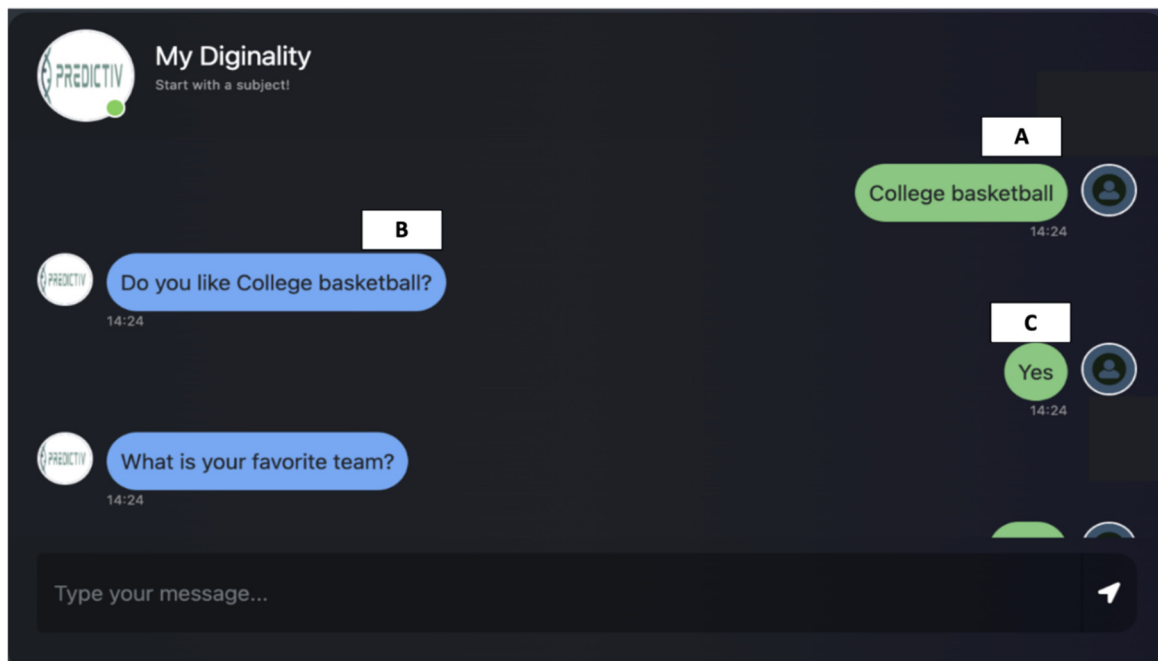 PREDICTIV
My Diginality
Start with a subject!
A
College basketball
14:24
B
PREDICTIV
Do you like College basketball?
14:24
C
Yes
14:24
PREDICTIV
What is your favorite team?
14:24
Type your message...